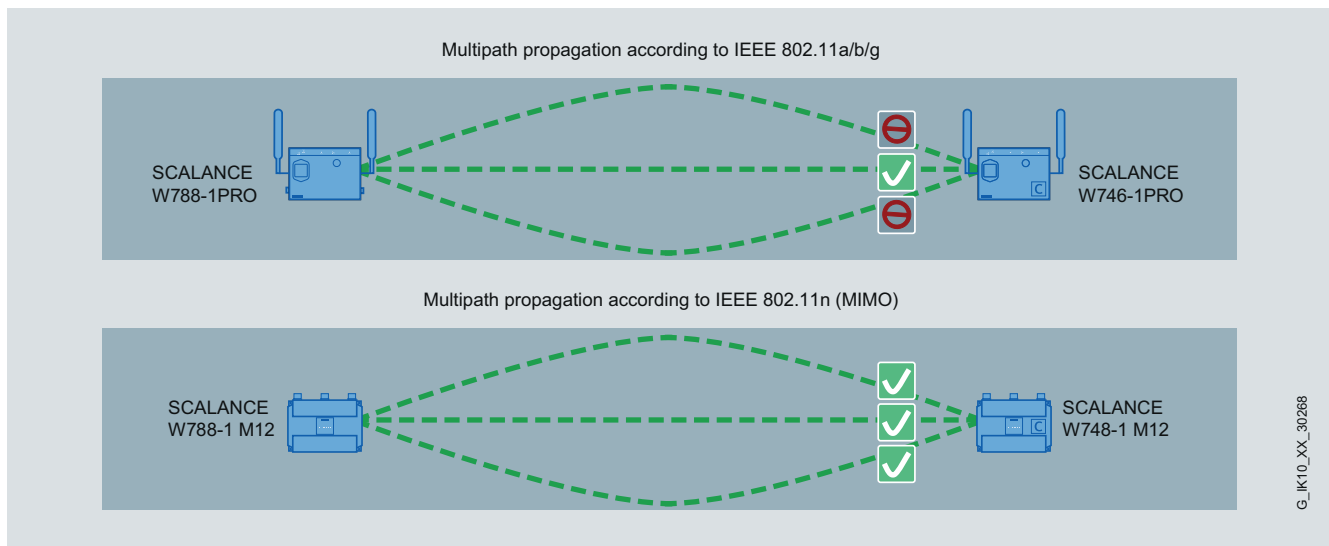 Multipath propagation according to IEEE 802.11a/b/g
SCALANCE
W788-1PRO
C
SCALANCE
W746-1PRO
Multipath propagation according to IEEE 802.11n (MIMO)
SCALANCE
W788-1 M12
C
SCALANCE
W748-1 M12
G_IK10_XX_30268